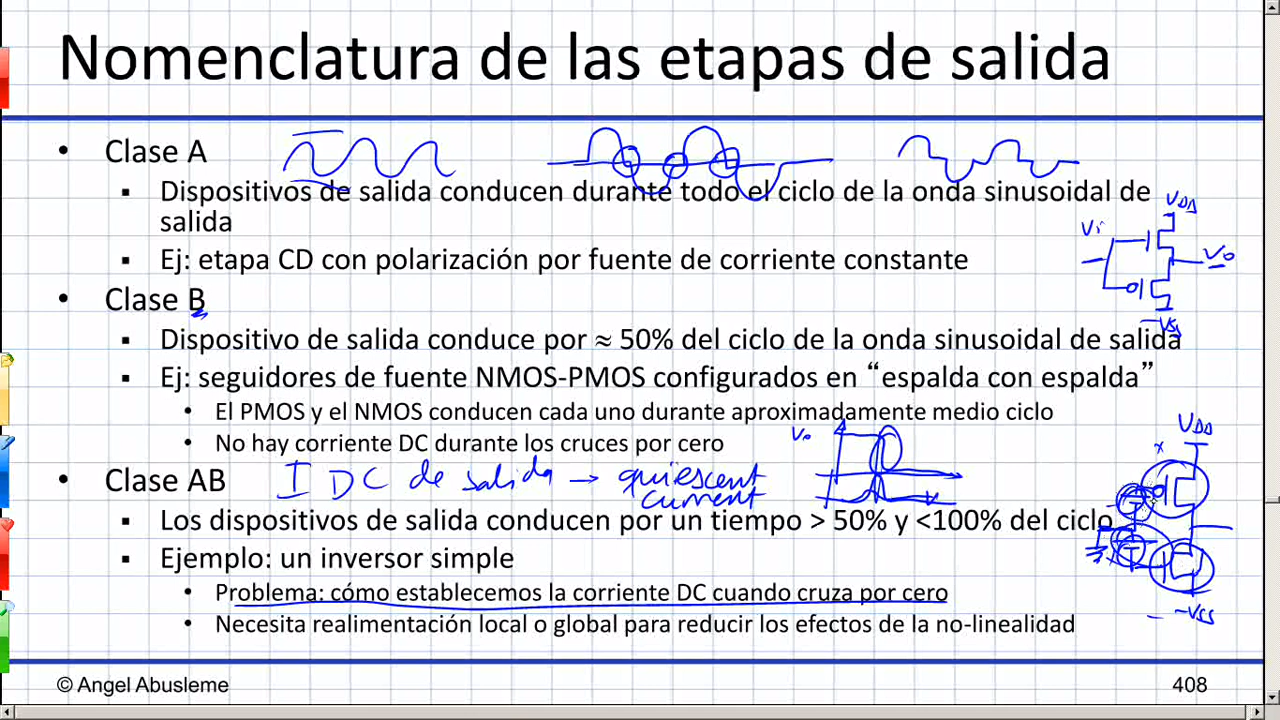 Nomenclatura de las etapas de salida
• Clase A
▪ Dispositivos de salida conducen durante todo el ciclo de la onda sinusoidal de
salida
▪ Ej: etapa CD con polarización por fuente de corriente constante
• Clase B
▪ Dispositivo de salida conduce por ≈ 50% del ciclo de la onda sinusoidal de salida
▪ Ej: seguidores de fuente NMOS-PMOS configurados en “espalda con espalda”
• El PMOS y el NMOS conducen cada uno durante aproximadamente medio ciclo
• No hay corriente DC durante los cruces por cero
• Clase AB
I DC de salida → quiescent
current
▪ Los dispositivos de salida conducen por un tiempo > 50% y <100% del ciclo
▪ Ejemplo: un inversor simple
• Problema: cómo establecemos la corriente DC cuando cruza por cero
• Necesita realimentación local o global para reducir los efectos de la no-linealidad
VDD
Vi
Vo
-VSS
Vo
VDD
x
-VSS
© Angel Abusleme
408